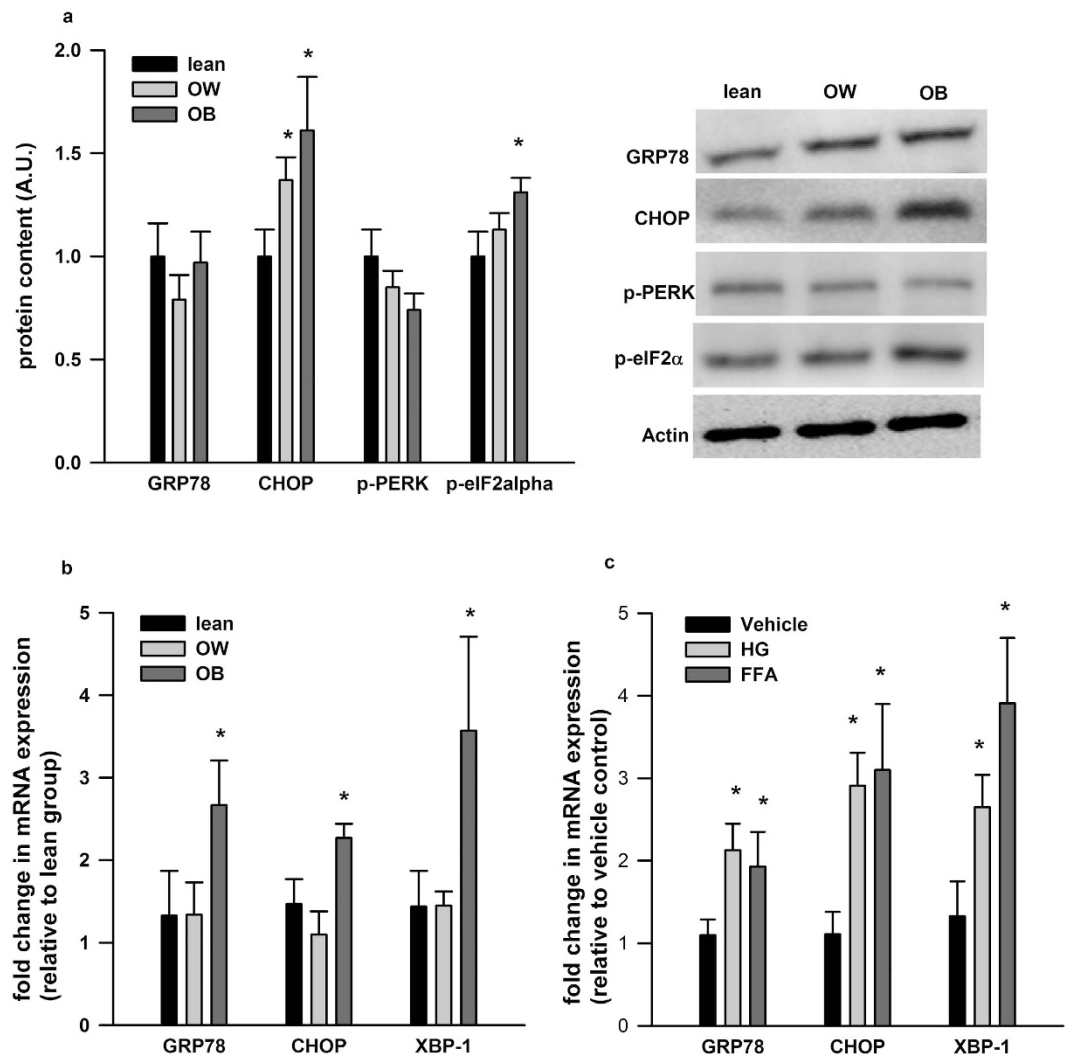 a
protein content (A.U.)
2.0
1.5
1.0
0.5
0.0
lean
OW
OB
*
*
*
GRP78
CHOP
p-PERK
p-eIF2alpha
lean OW OB
GRP78
CHOP
p-PERK
p-eIF2α
Actin
b
fold change in mRNA expression
(relative to lean group)
5
4
3
2
1
0
lean
OW
OB
*
*
*
GRP78
CHOP
XBP-1
c
fold change in mRNA expression
(relative to vehicle control)
5
4
3
2
1
0
Vehicle
HG
FFA
*
*
*
*
*
*
GRP78
CHOP
XBP-1